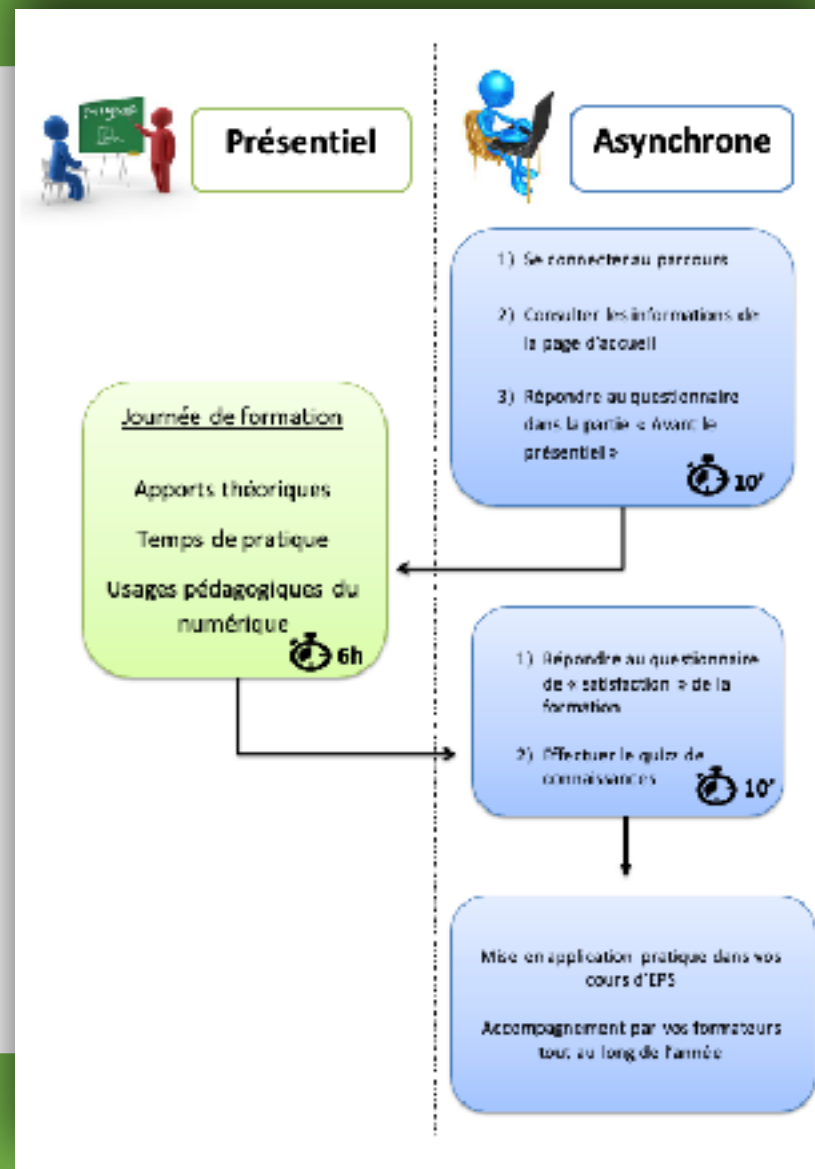 Présentiel
Asynchrone
1) Se connecter au parcours
2) Consulter les informations de
la page d'accueil
3) Répondre au questionnaire
dans la partie « Avant le
présentiel »
10'
Journée de formation
Apports théoriques
Temps de pratique
Usages pédagogiques du
numérique
6h
1) Répondre au questionnaire
de « satisfaction » de la
formation
2) Effectuer le quizz de
connaissances
10'
Mise en application pratique dans vos
cours d'EPS
Accompagnement par vos formateurs
tout au long de l'année